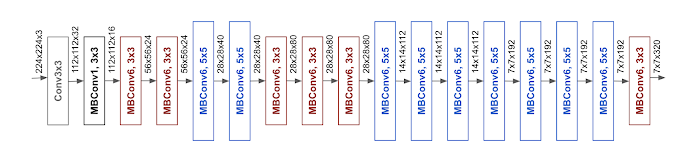 224x224x3
Conv3x3
112x112x32
MBConv1, 3x3
112x112x16
MBConv6, 3x3
56x56x24
MBConv6, 3x3
56x56x24
MBConv6, 5x5
28x28x40
MBConv6, 5x5
28x28x40
MBConv6, 3x3
28x28x80
MBConv6, 3x3
28x28x80
MBConv6, 3x3
28x28x80
MBConv6, 5x5
14x14x112
MBConv6, 5x5
14x14x112
MBConv6, 5x5
14x14x112
MBConv6, 5x5
7x7x192
MBConv6, 5x5
7x7x192
MBConv6, 5x5
7x7x192
MBConv6, 5x5
7x7x192
MBConv6, 3x3
7x7x320